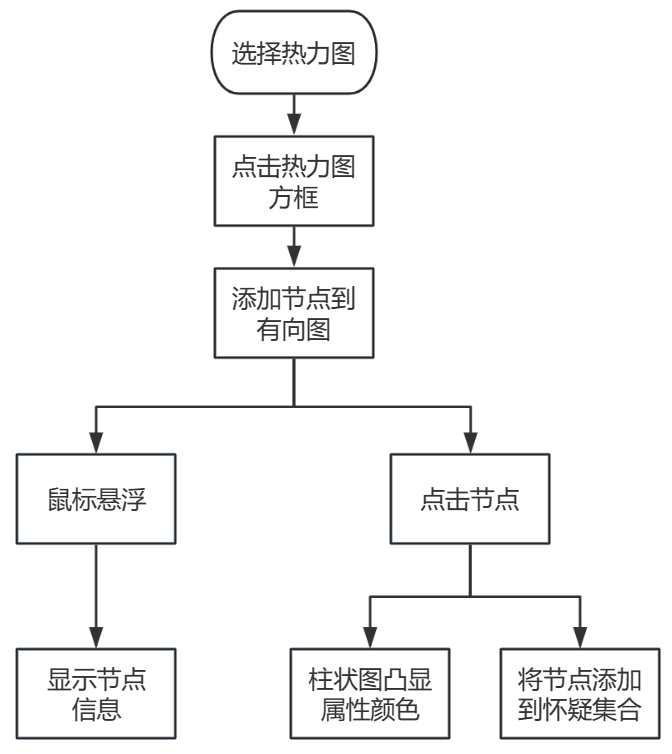 选择热力图
点击热力图
方框
添加节点到
有向图
鼠标悬浮
点击节点
显示节点
信息
柱状图凸显
属性颜色
将节点添加
到怀疑集合